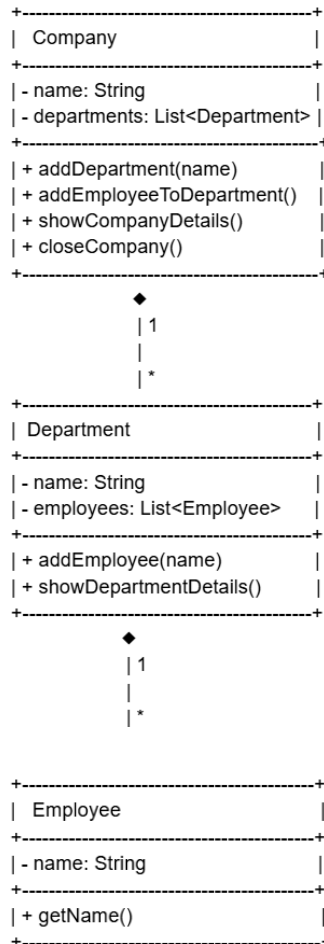 +-----------------------------------------------+
|   Company                                |
+-----------------------------------------------+
| - name: String                            |
| - departments: List<Department> |
+------------------------------------------------+
| + addDepartment(name)              |
| + addEmployeeToDepartment()    |
| + showCompanyDetails()              |
| + closeCompany()                         |
+------------------------------------------------+
◆
| 1
|
| *
+-----------------------------------------------+
|  Department                               |
+-----------------------------------------------+
| - name: String                            |
| - employees: List<Employee>      |
+-----------------------------------------------+
| + addEmployee(name)                 |
| + showDepartmentDetails()          |
+-----------------------------------------------+
◆
| 1
|
| *
+------------------------------------------------+
|   Employee                                 |
+-----------------------------------------------+
| - name: String                            |
+-----------------------------------------------+
| + getName()                                |
+------------------------------------------------+